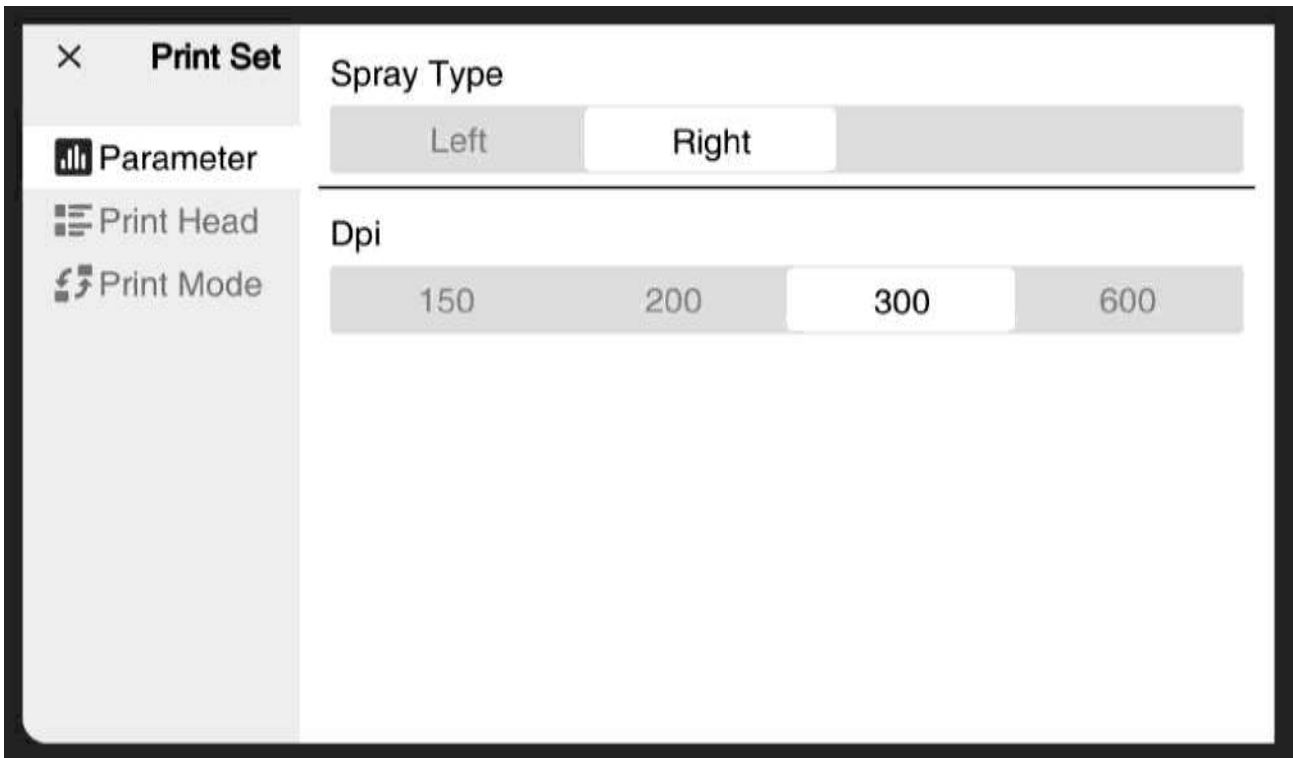 Print Set
Parameter
Print Head
Print Mode
Spray Type
Left Right
Dpi
150 200 300 600